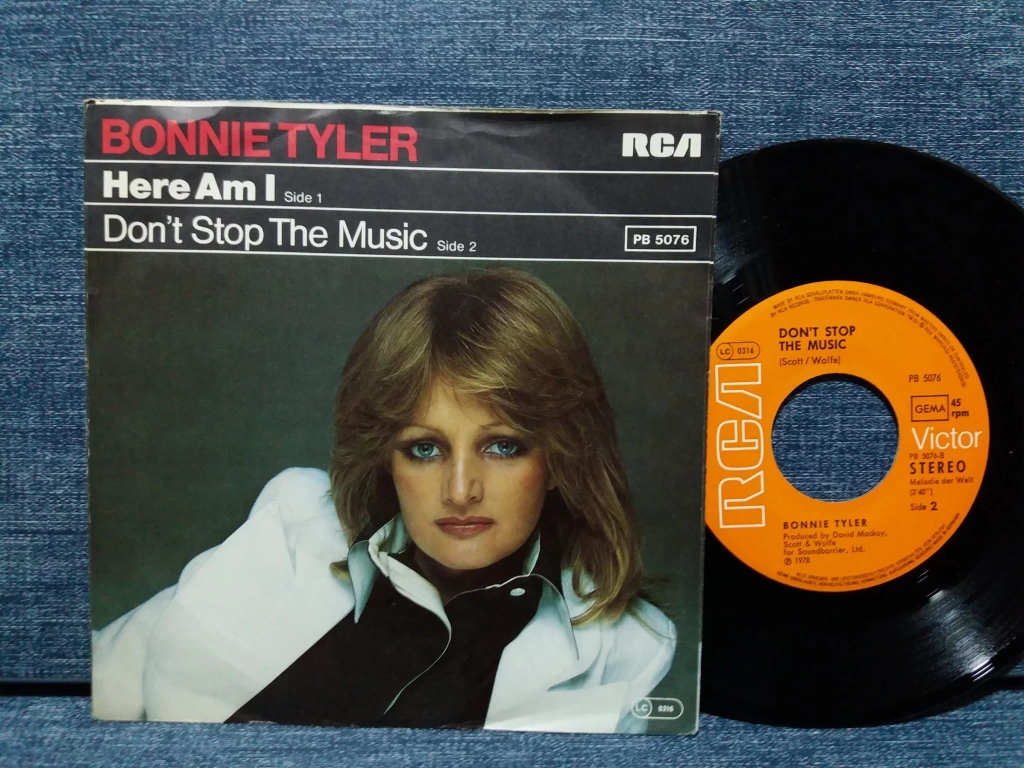 BONNIE TYLER
RCA
Here Am I Side 1
Don't Stop The Music Side 2
PB 5076
LC 0316
DON'T STOP
THE MUSIC
(Scott / Wolfe)
LC 0316
PB 5076
GEMA
45
rpm
RCA
Victor
PB 5076-B
STEREO
Melodie der Welt
(3'40")
Side 2
BONNIE TYLER
Produced by David Mackay,
Scott & Wolfe
for Soundbarrier, Ltd.
℗ 1978